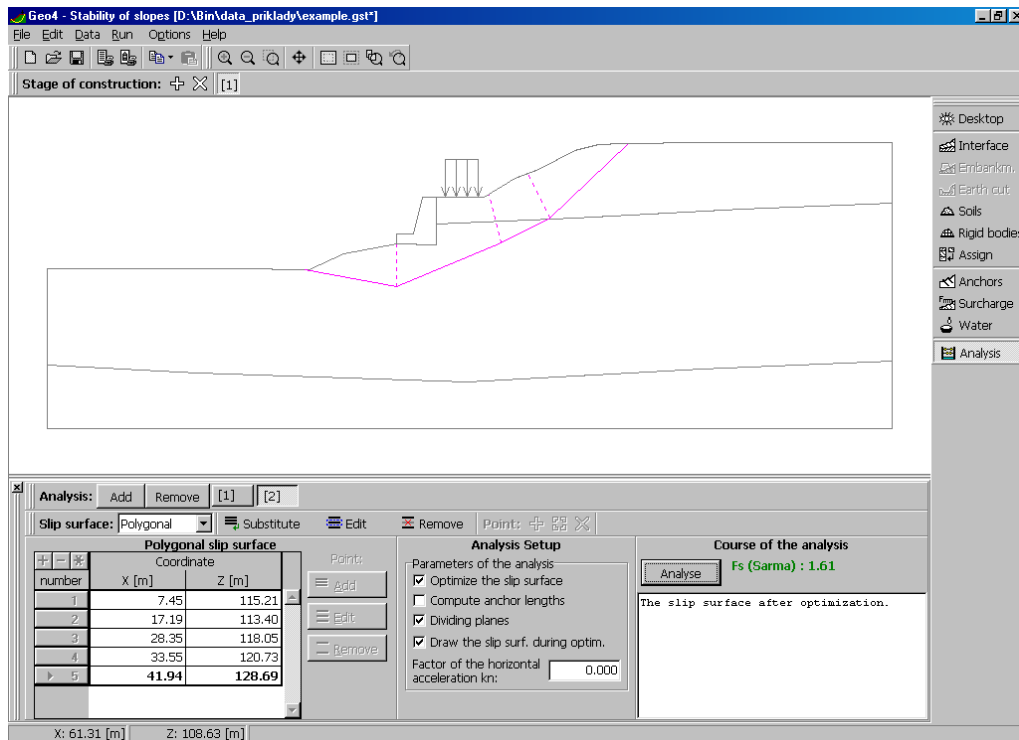 Geo4 - Stability of slopes [D:\Bin\data_priklady\example.gst*]
File Edit Data Run Options Help
Stage of construction: [1]
Desktop
Interface
Embankm.
Earth cut
Soils
Rigid bodies
Assign
Anchors
Surcharge
Water
Analysis
Analysis: Add Remove [1] [2]
Slip surface: Polygonal Substitute Edit Remove Point:
Polygonal slip surface
Coordinate
number X [m] Z [m]
1 7.45 115.21
2 17.19 113.40
3 28.35 118.05
4 33.55 120.73
5 41.94 128.69
Point:
Add
Edit
Remove
Analysis Setup
Parameters of the analysis
Optimize the slip surface
Compute anchor lengths
Dividing planes
Draw the slip surf. during optim.
Factor of the horizontal
acceleration kn: 0.000
Course of the analysis
Analyse Fs (Sarma) : 1.61
The slip surface after optimization.
X: 61.31 [m] Z: 108.63 [m]